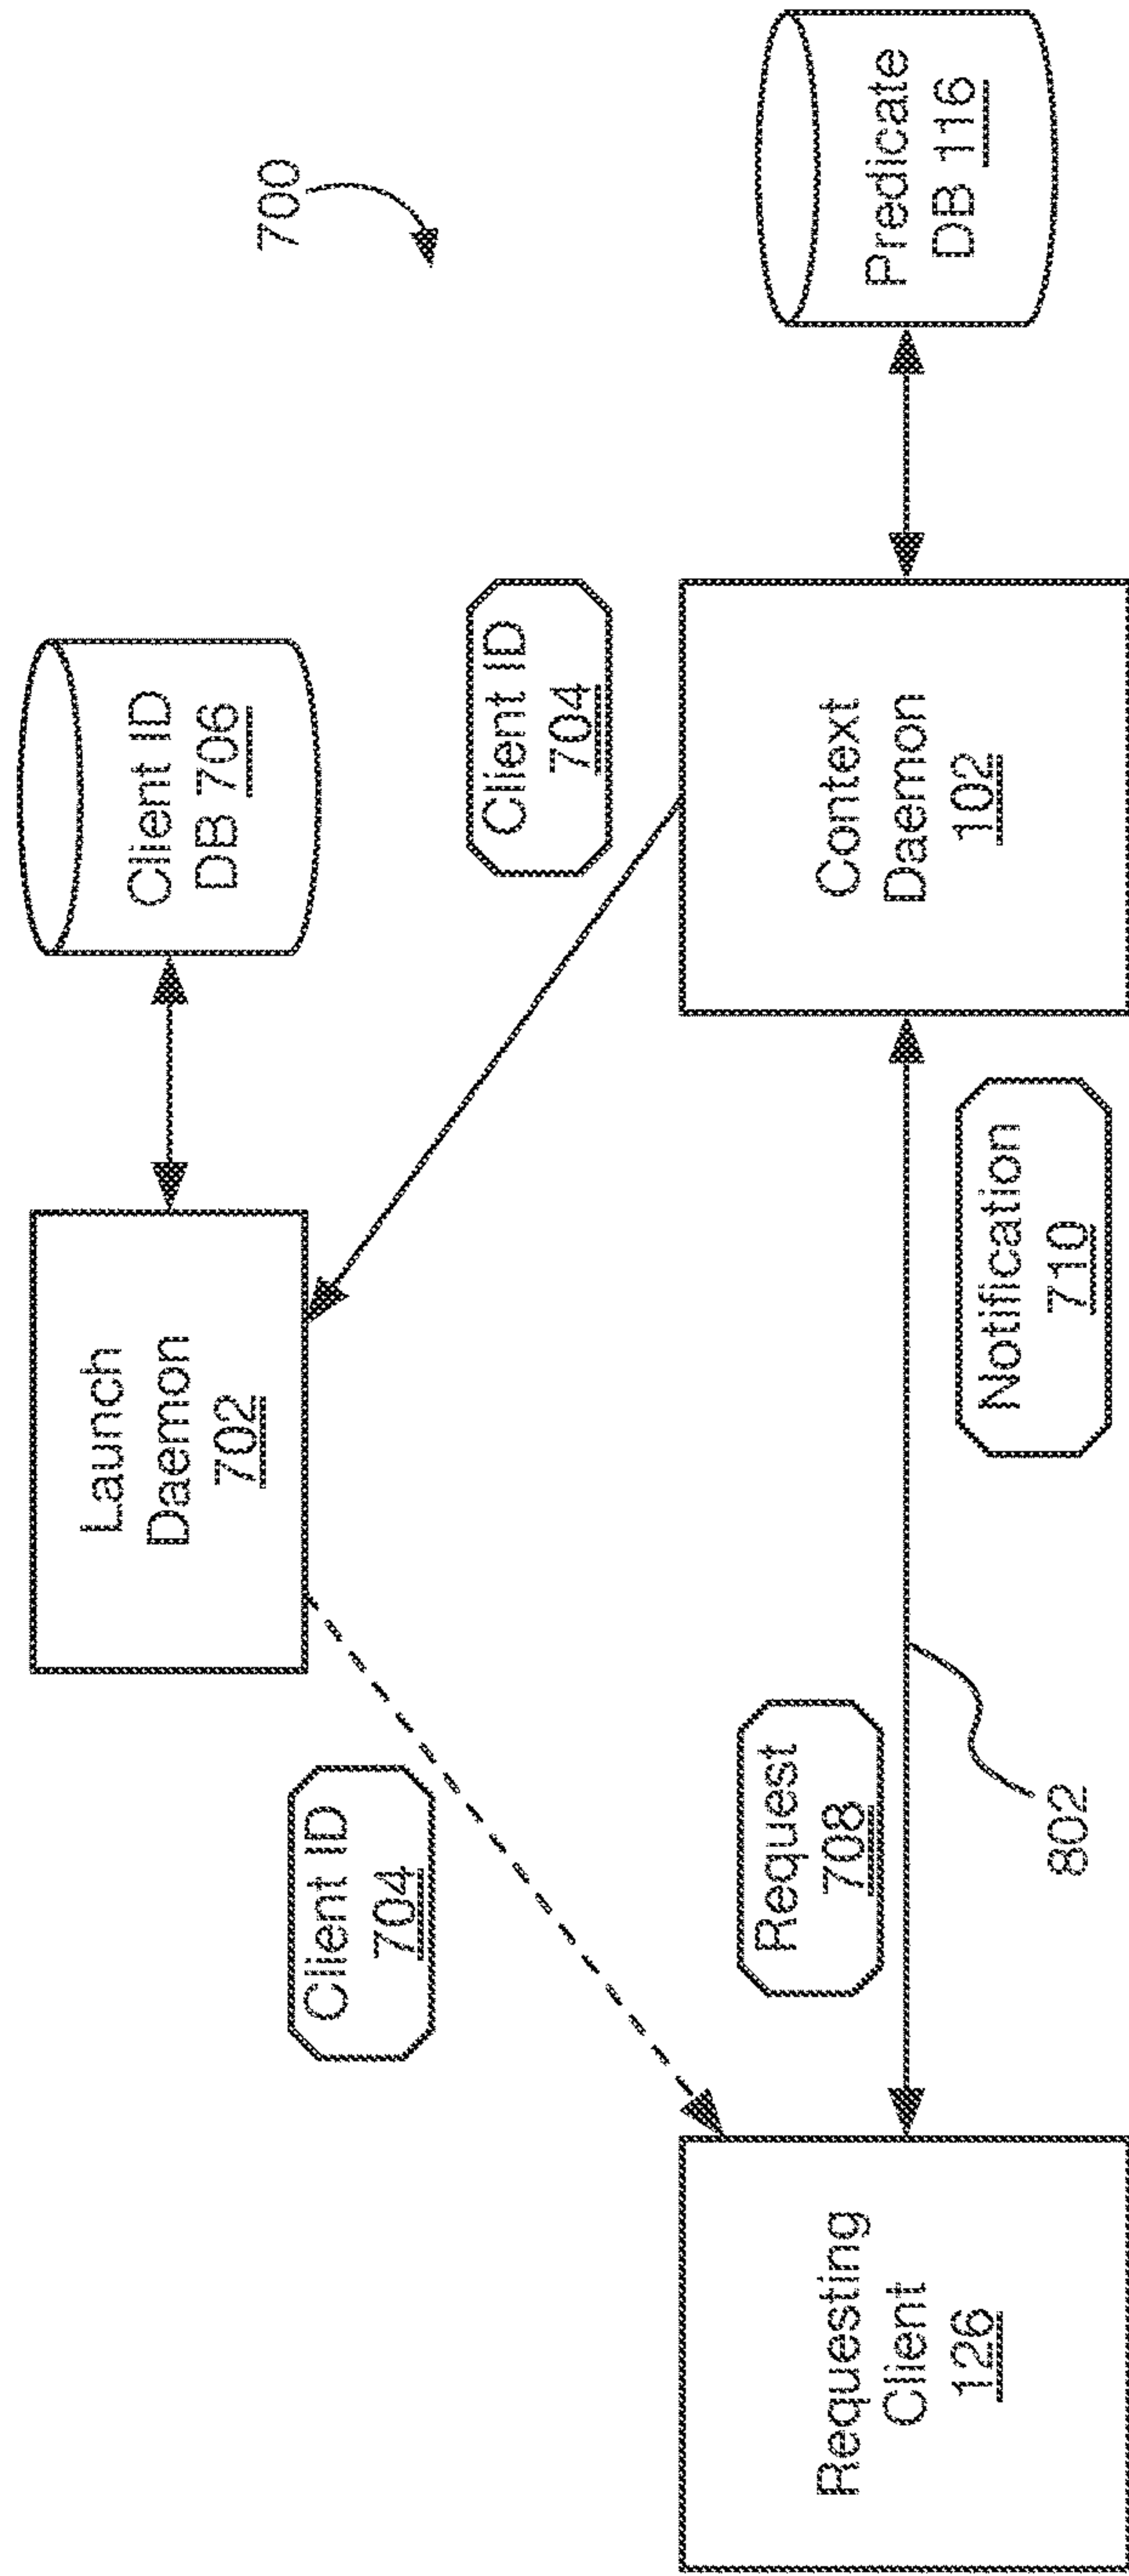 700
Launch
Daemon
702
Client ID
DB 706
Client ID
704
Client ID
704
Requesting
Client
126
Request
708
802
Notification
710
Context
Daemon
102
Predicate
DB 116